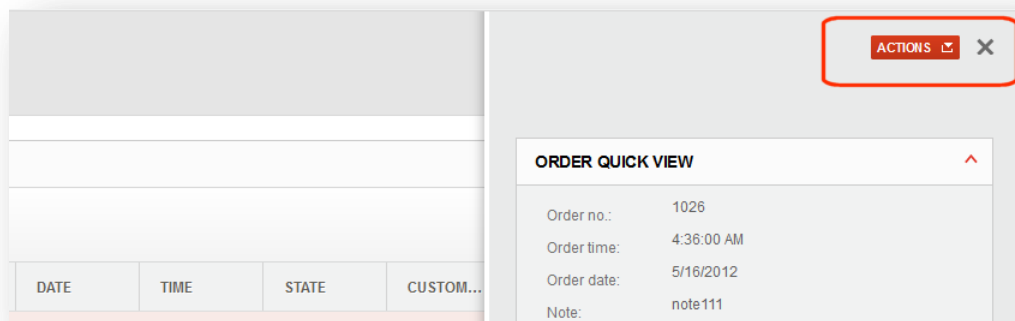 ACTIONS
ORDER QUICK VIEW
Order no.: 1026
Order time: 4:36:00 AM
Order date: 5/16/2012
Note: note111
DATE TIME STATE CUSTOM...